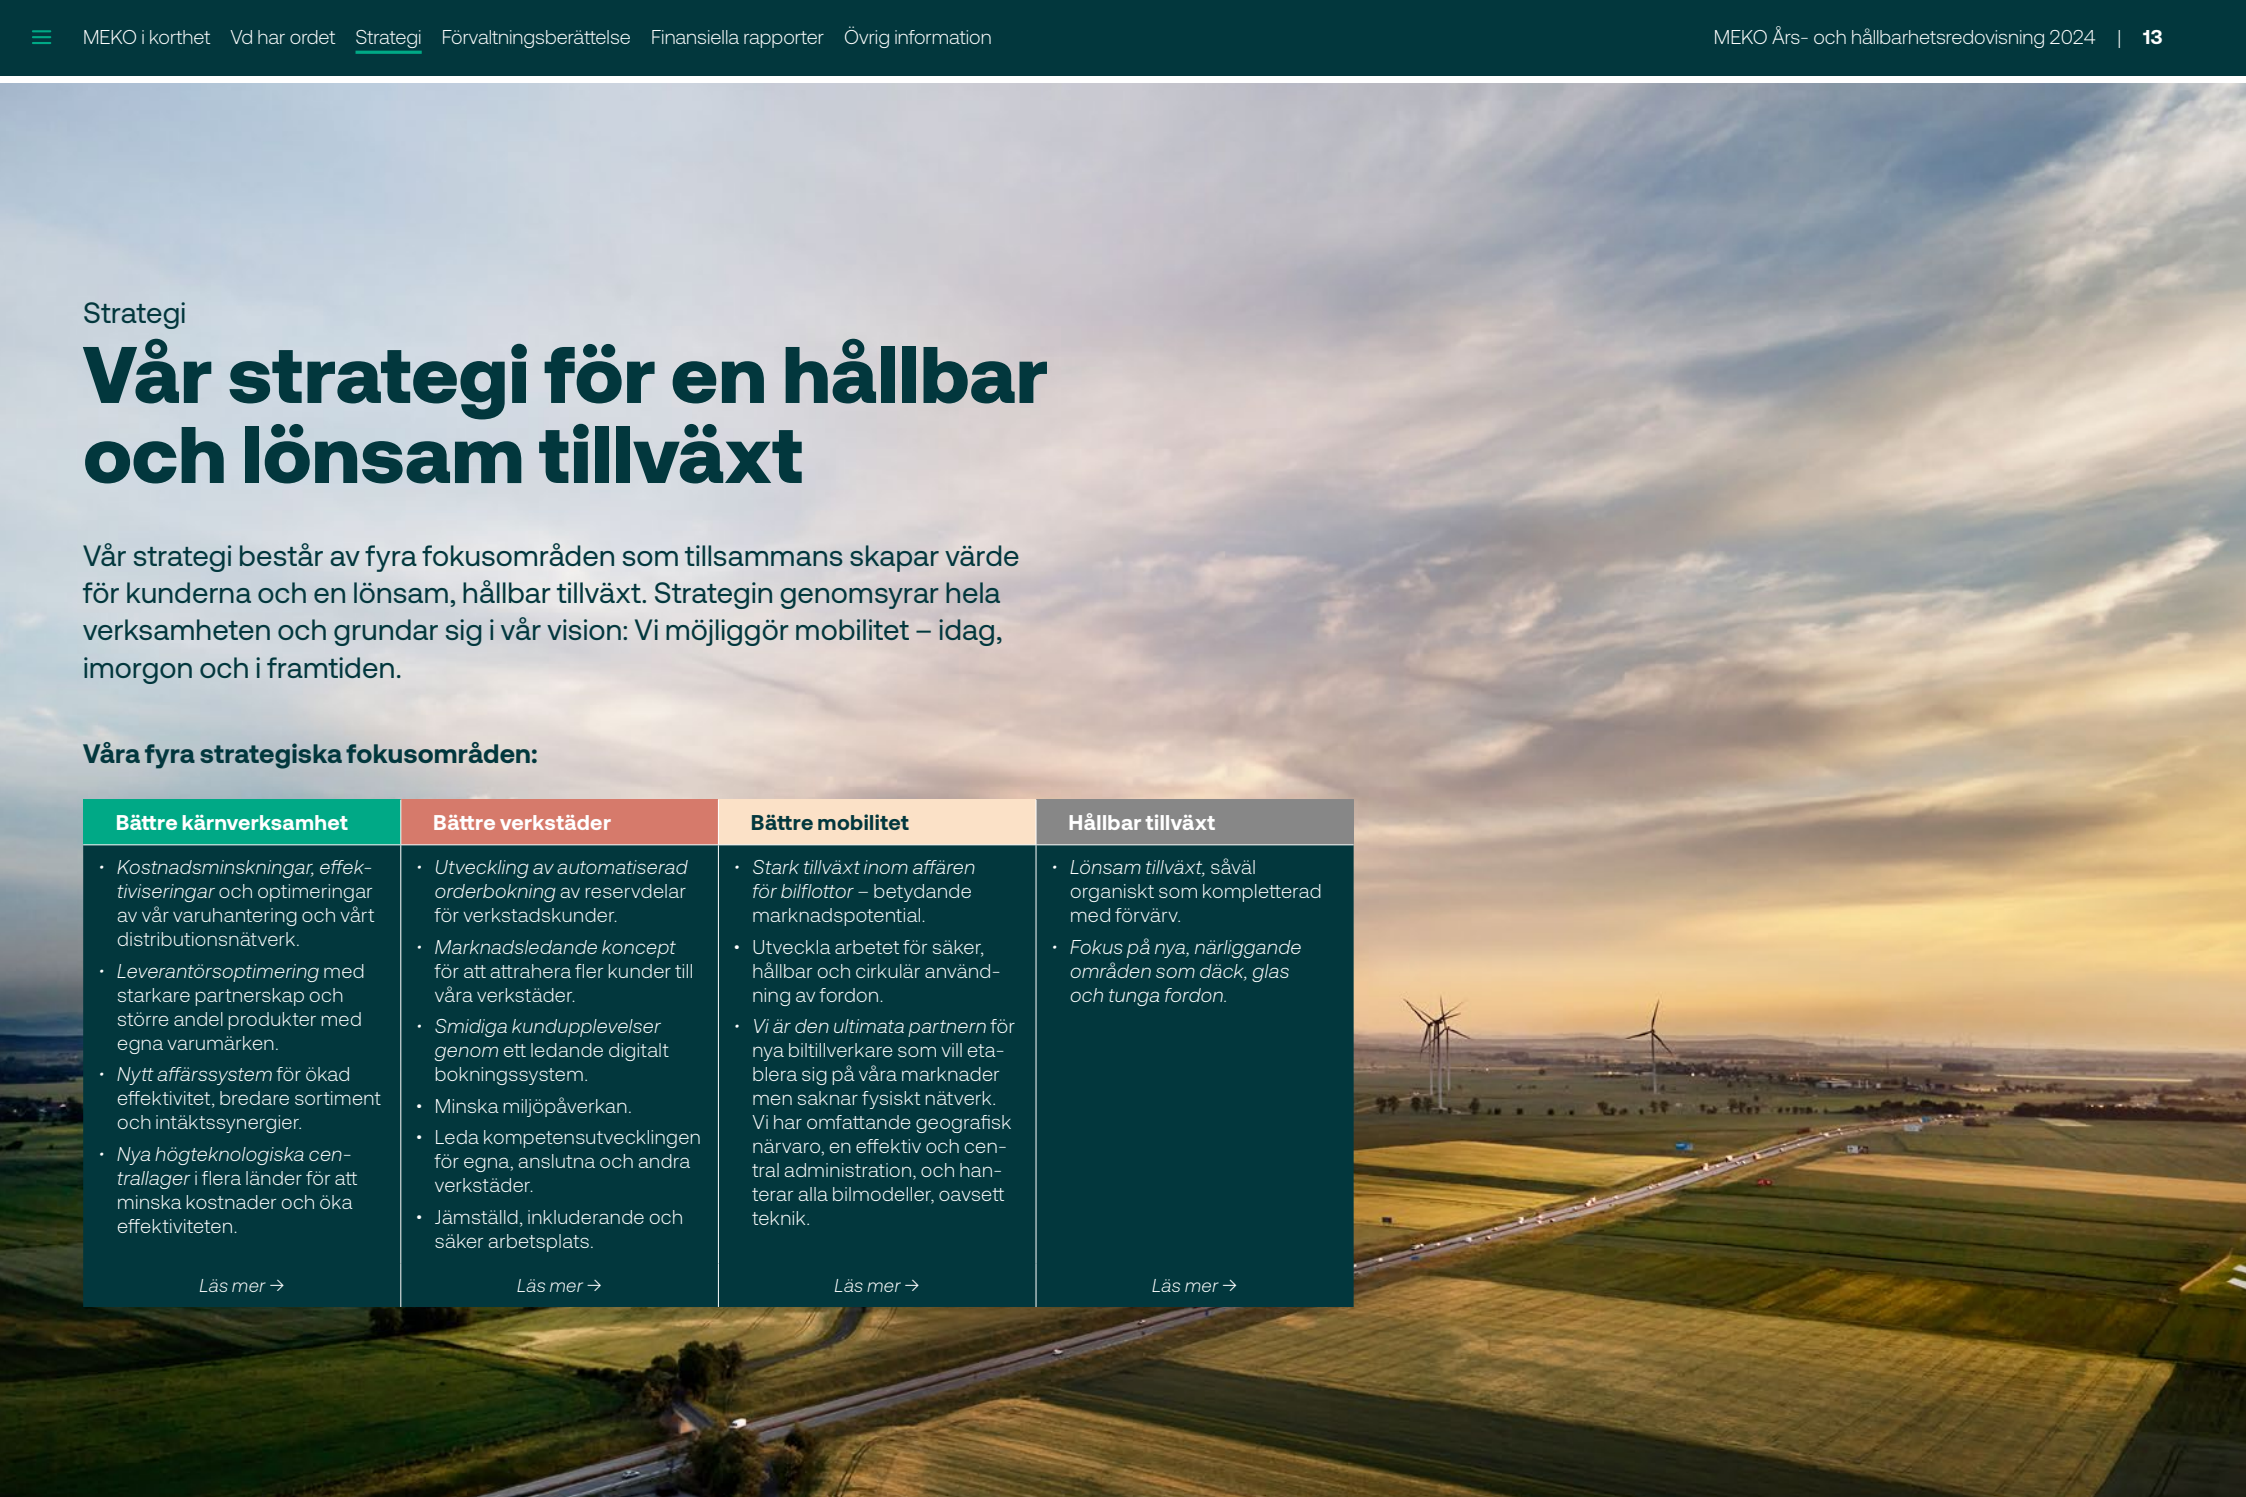 MEKO i korthet Vd har ordet Strategi Förvaltningsberättelse Finansiella rapporter Övrig information
MEKO Års- och hållbarhetsredovisning 2024 | 13
Strategi
Vår strategi för en hållbar
och lönsam tillväxt
Vår strategi består av fyra fokusområden som tillsammans skapar värde
för kunderna och en lönsam, hållbar tillväxt. Strategin genomsyrar hela
verksamheten och grundar sig i vår vision: Vi möjliggör mobilitet – idag,
imorgon och i framtiden.
Våra fyra strategiska fokusområden:
Bättre kärnverksamhet
• Kostnadsminskningar, effek-
tiviseringar och optimeringar
av vår varuhantering och vårt
distributionsnätverk.
• Leverantörsoptimering med
starkare partnerskap och
större andel produkter med
egna varumärken.
• Nytt affärssystem för ökad
effektivitet, bredare sortiment
och intäktssynergier.
• Nya högteknologiska cen-
trallager i flera länder för att
minska kostnader och öka
effektiviteten.
Läs mer →
Bättre verkstäder
• Utveckling av automatiserad
orderbokning av reservdelar
för verkstadskunder.
• Marknadsledande koncept
för att attrahera fler kunder till
våra verkstäder.
• Smidiga kundupplevelser
genom ett ledande digitalt
bokningssystem.
• Minska miljöpåverkan.
• Leda kompetensutvecklingen
för egna, anslutna och andra
verkstäder.
• Jämställd, inkluderande och
säker arbetsplats.
Läs mer →
Bättre mobilitet
• Stark tillväxt inom affären
för bilflottor – betydande
marknadspotential.
• Utveckla arbetet för säker,
hållbar och cirkulär använd-
ning av fordon.
• Vi är den ultimata partnern för
nya biltillverkare som vill eta-
blera sig på våra marknader
men saknar fysiskt nätverk.
Vi har omfattande geografisk
närvaro, en effektiv och cen-
tral administration, och han-
terar alla bilmodeller, oavsett
teknik.
Läs mer →
Hållbar tillväxt
• Lönsam tillväxt, såväl
organiskt som kompletterad
med förvärv.
• Fokus på nya, närliggande
områden som däck, glas
och tunga fordon.
Läs mer →